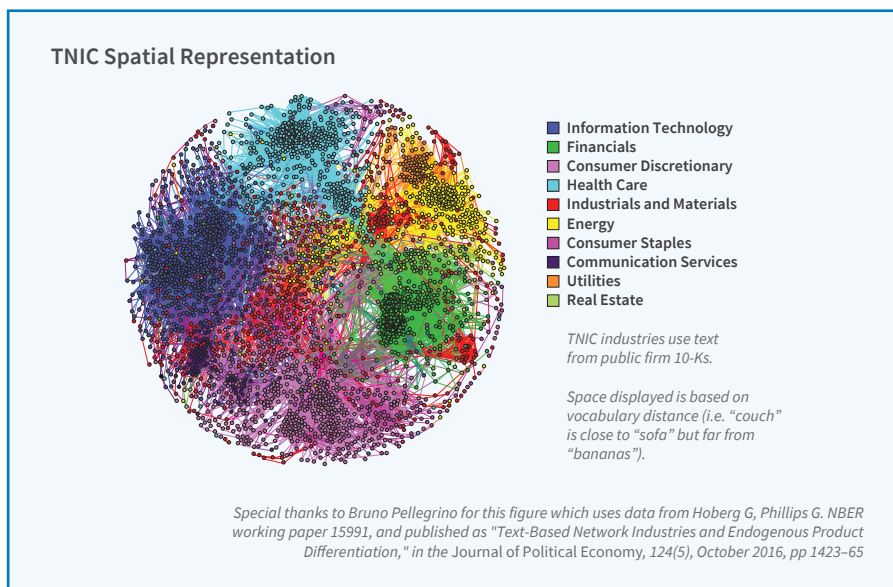 TNIC Spatial Representation
Information Technology
Financials
Consumer Discretionary
Health Care
Industrials and Materials
Energy
Consumer Staples
Communication Services
Utilities
Real Estate
TNIC industries use text
from public firm 10-Ks.
Space displayed is based on
vocabulary distance (i.e. “couch”
is close to “sofa” but far from
“bananas”).
Special thanks to Bruno Pellegrino for this figure which uses data from Hoberg G, Phillips G. NBER
working paper 15991, and published as "Text-Based Network Industries and Endogenous Product
Differentiation," in the Journal of Political Economy, 124(5), October 2016, pp 1423–65